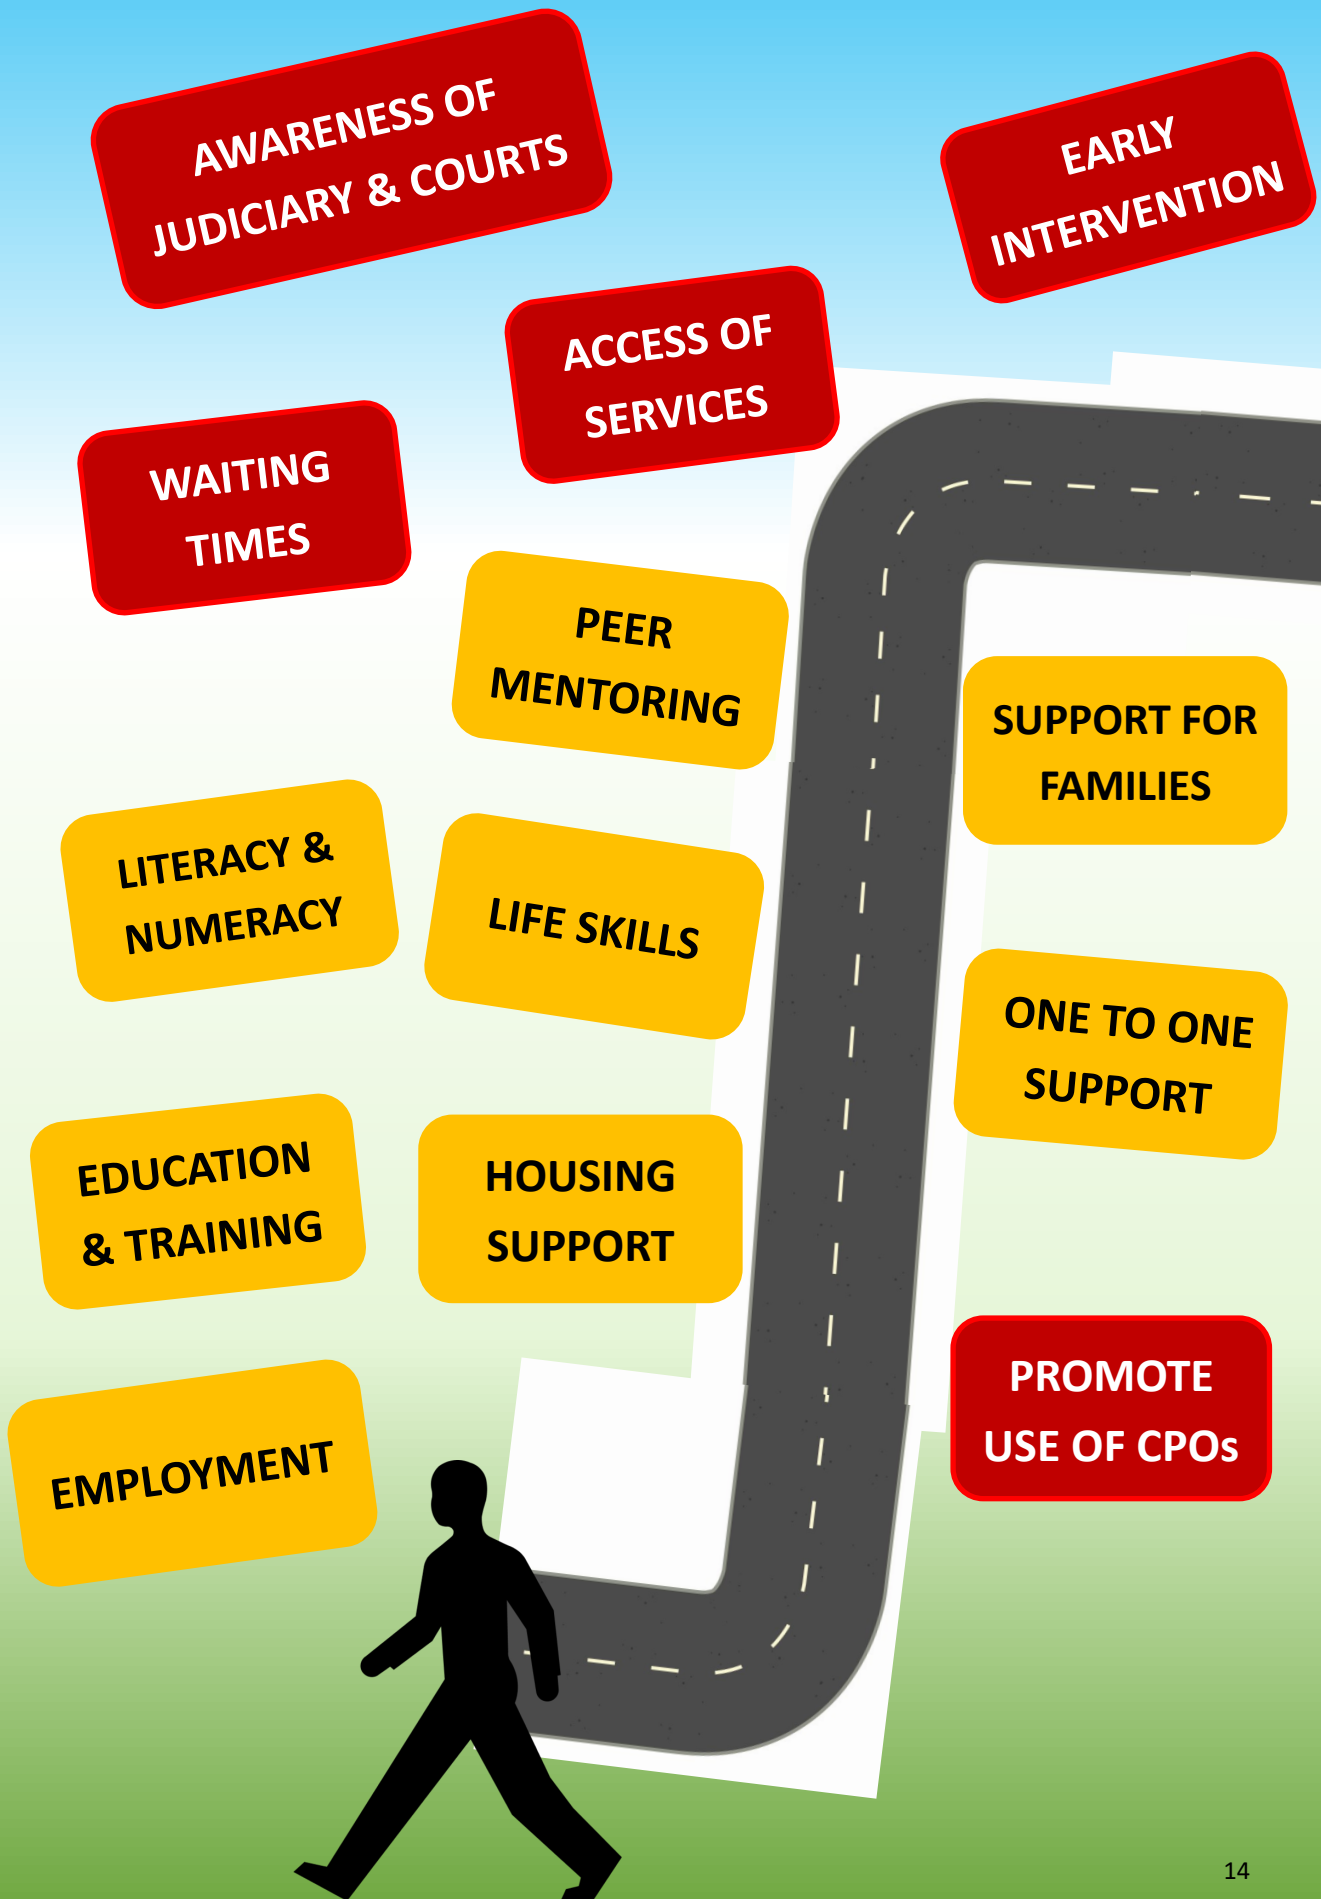 AWARENESS OF
JUDICIARY & COURTS
EARLY
INTERVENTION
ACCESS OF
SERVICES
WAITING
TIMES
PEER
MENTORING
SUPPORT FOR
FAMILIES
LITERACY &
NUMERACY
LIFE SKILLS
ONE TO ONE
SUPPORT
EDUCATION
& TRAINING
HOUSING
SUPPORT
PROMOTE
USE OF CPOs
EMPLOYMENT
14